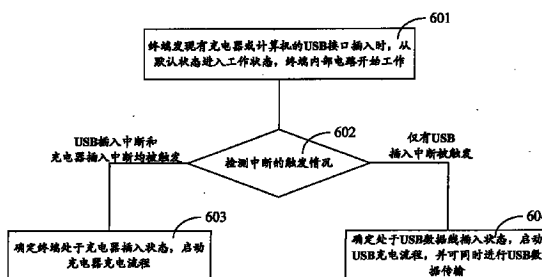 601
终端发现有充电器或计算机的USB接口插入时，从
默认状态进入工作状态，终端内部电路开始工作
602
USB插入中断和
充电器插入中断均被触发
检测中断的触发情况
仅有USB
插入中断被触发
603
确定终端处于充电器插入状态，启动
充电器充电流程
604
确定处于USB数据线插入状态，启动
USB充电流程，并可同时进行USB数
据传输